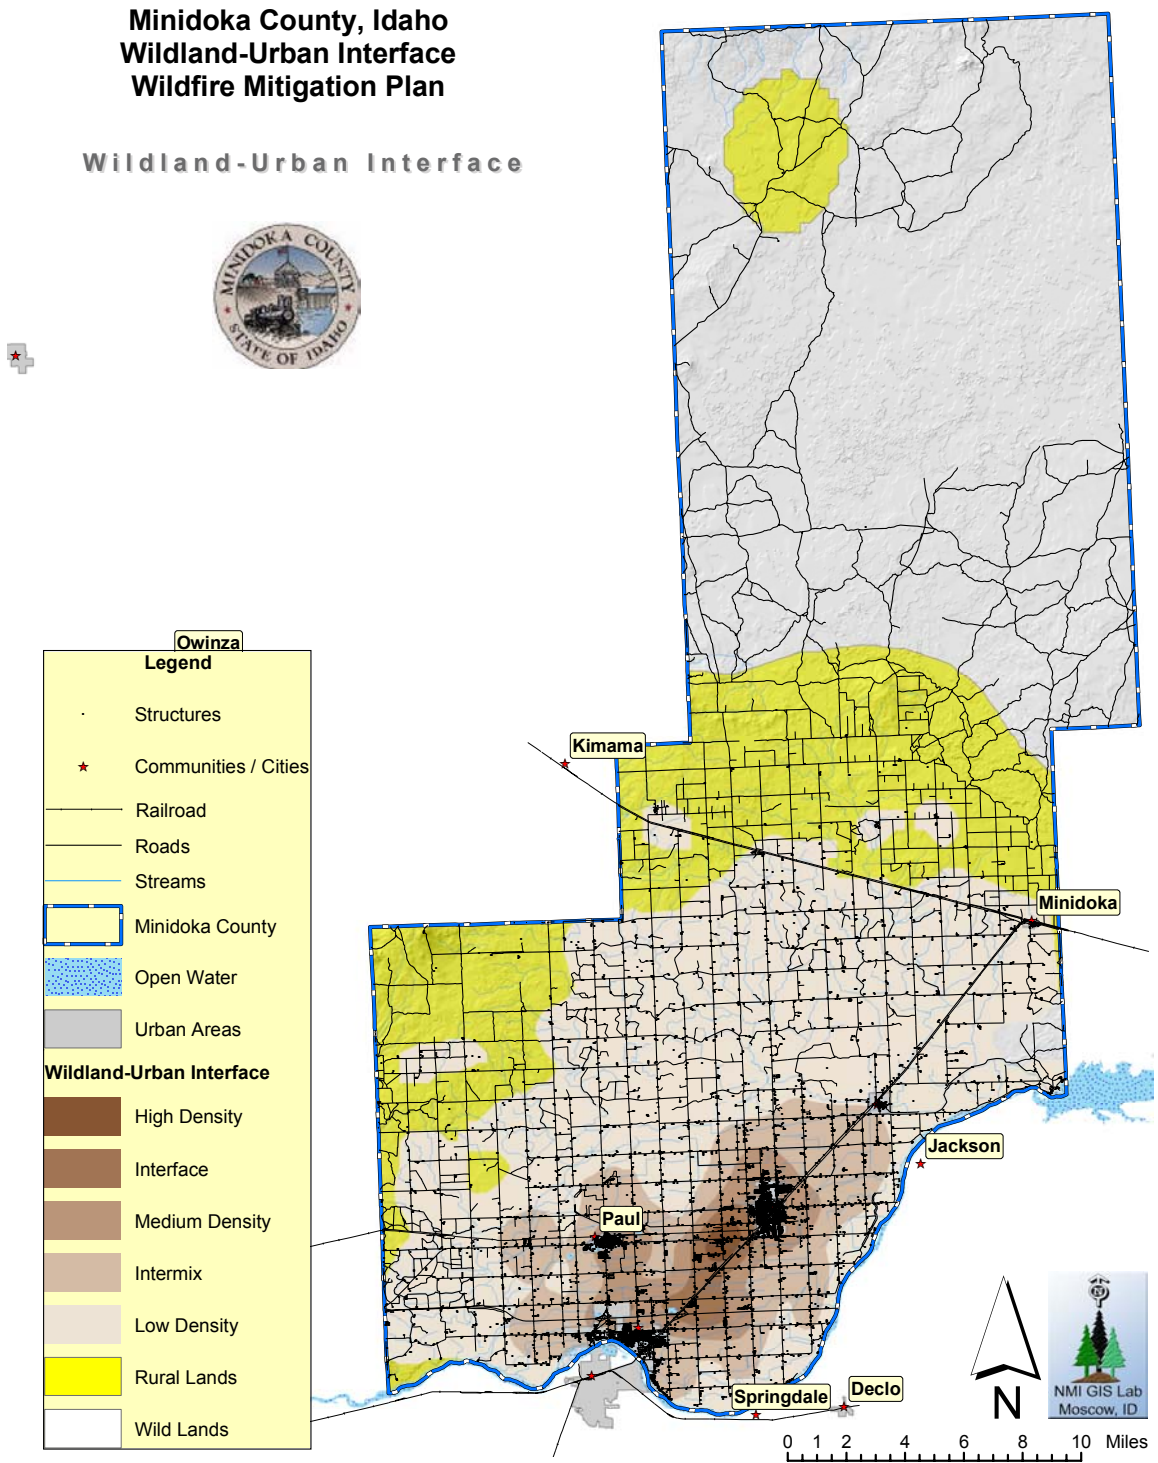 Minidoka County, Idaho
Wildland-Urban Interface
Wildfire Mitigation Plan
Wildland-Urban Interface
MINIDOKA COUNTY
STATE OF IDAHO
Owinza
Legend
Structures
Communities / Cities
Railroad
Roads
Streams
Minidoka County
Open Water
Urban Areas
Wildland-Urban Interface
High Density
Interface
Medium Density
Intermix
Low Density
Rural Lands
Wild Lands
Kimama
Minidoka
Jackson
Paul
Springdale
Declo
N
NMI GIS Lab
Moscow, ID
0 1 2 4 6 8 10 Miles